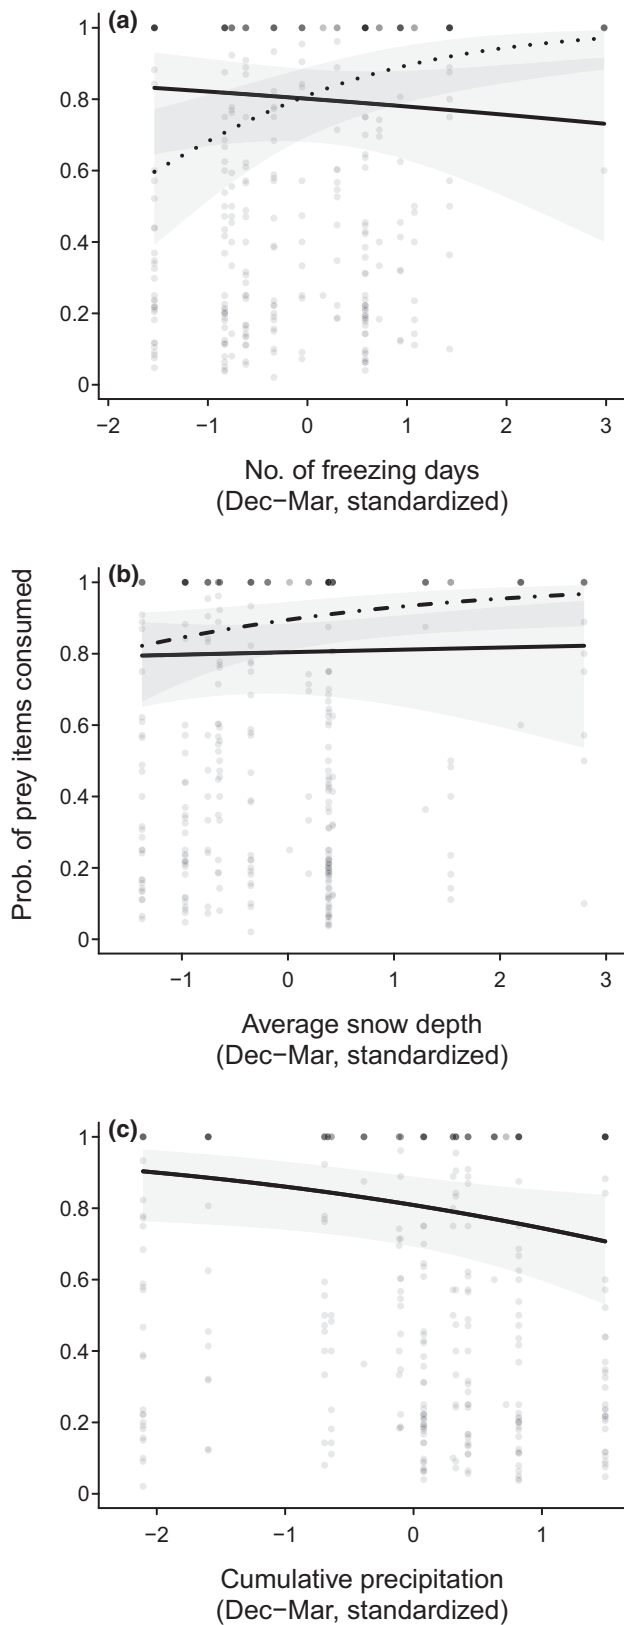 (a)
1
0.8
0.6
0.4
0.2
0
−2 −1 0 1 2 3
No. of freezing days
(Dec−Mar, standardized)
Prob. of prey items consumed
(b)
1
0.8
0.6
0.4
0.2
0
−1 0 1 2 3
Average snow depth
(Dec−Mar, standardized)
(c)
1
0.8
0.6
0.4
0.2
0
−2 −1 0 1
Cumulative precipitation
(Dec−Mar, standardized)